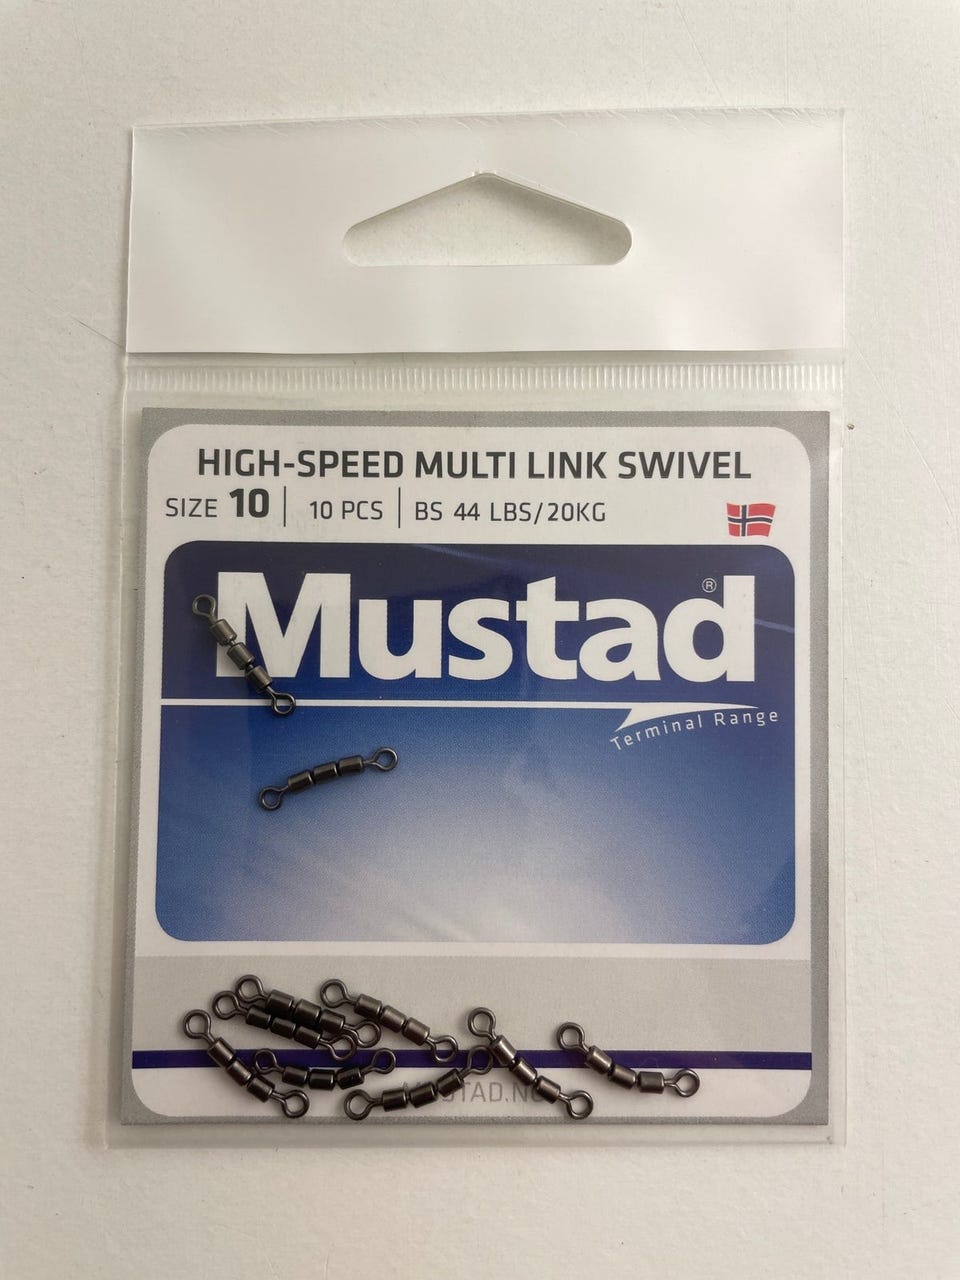 HIGH-SPEED MULTI LINK SWIVEL
SIZE 10 | 10 PCS | BS 44 LBS/20KG
Mustad®
Terminal Range
MUSTAD.NO